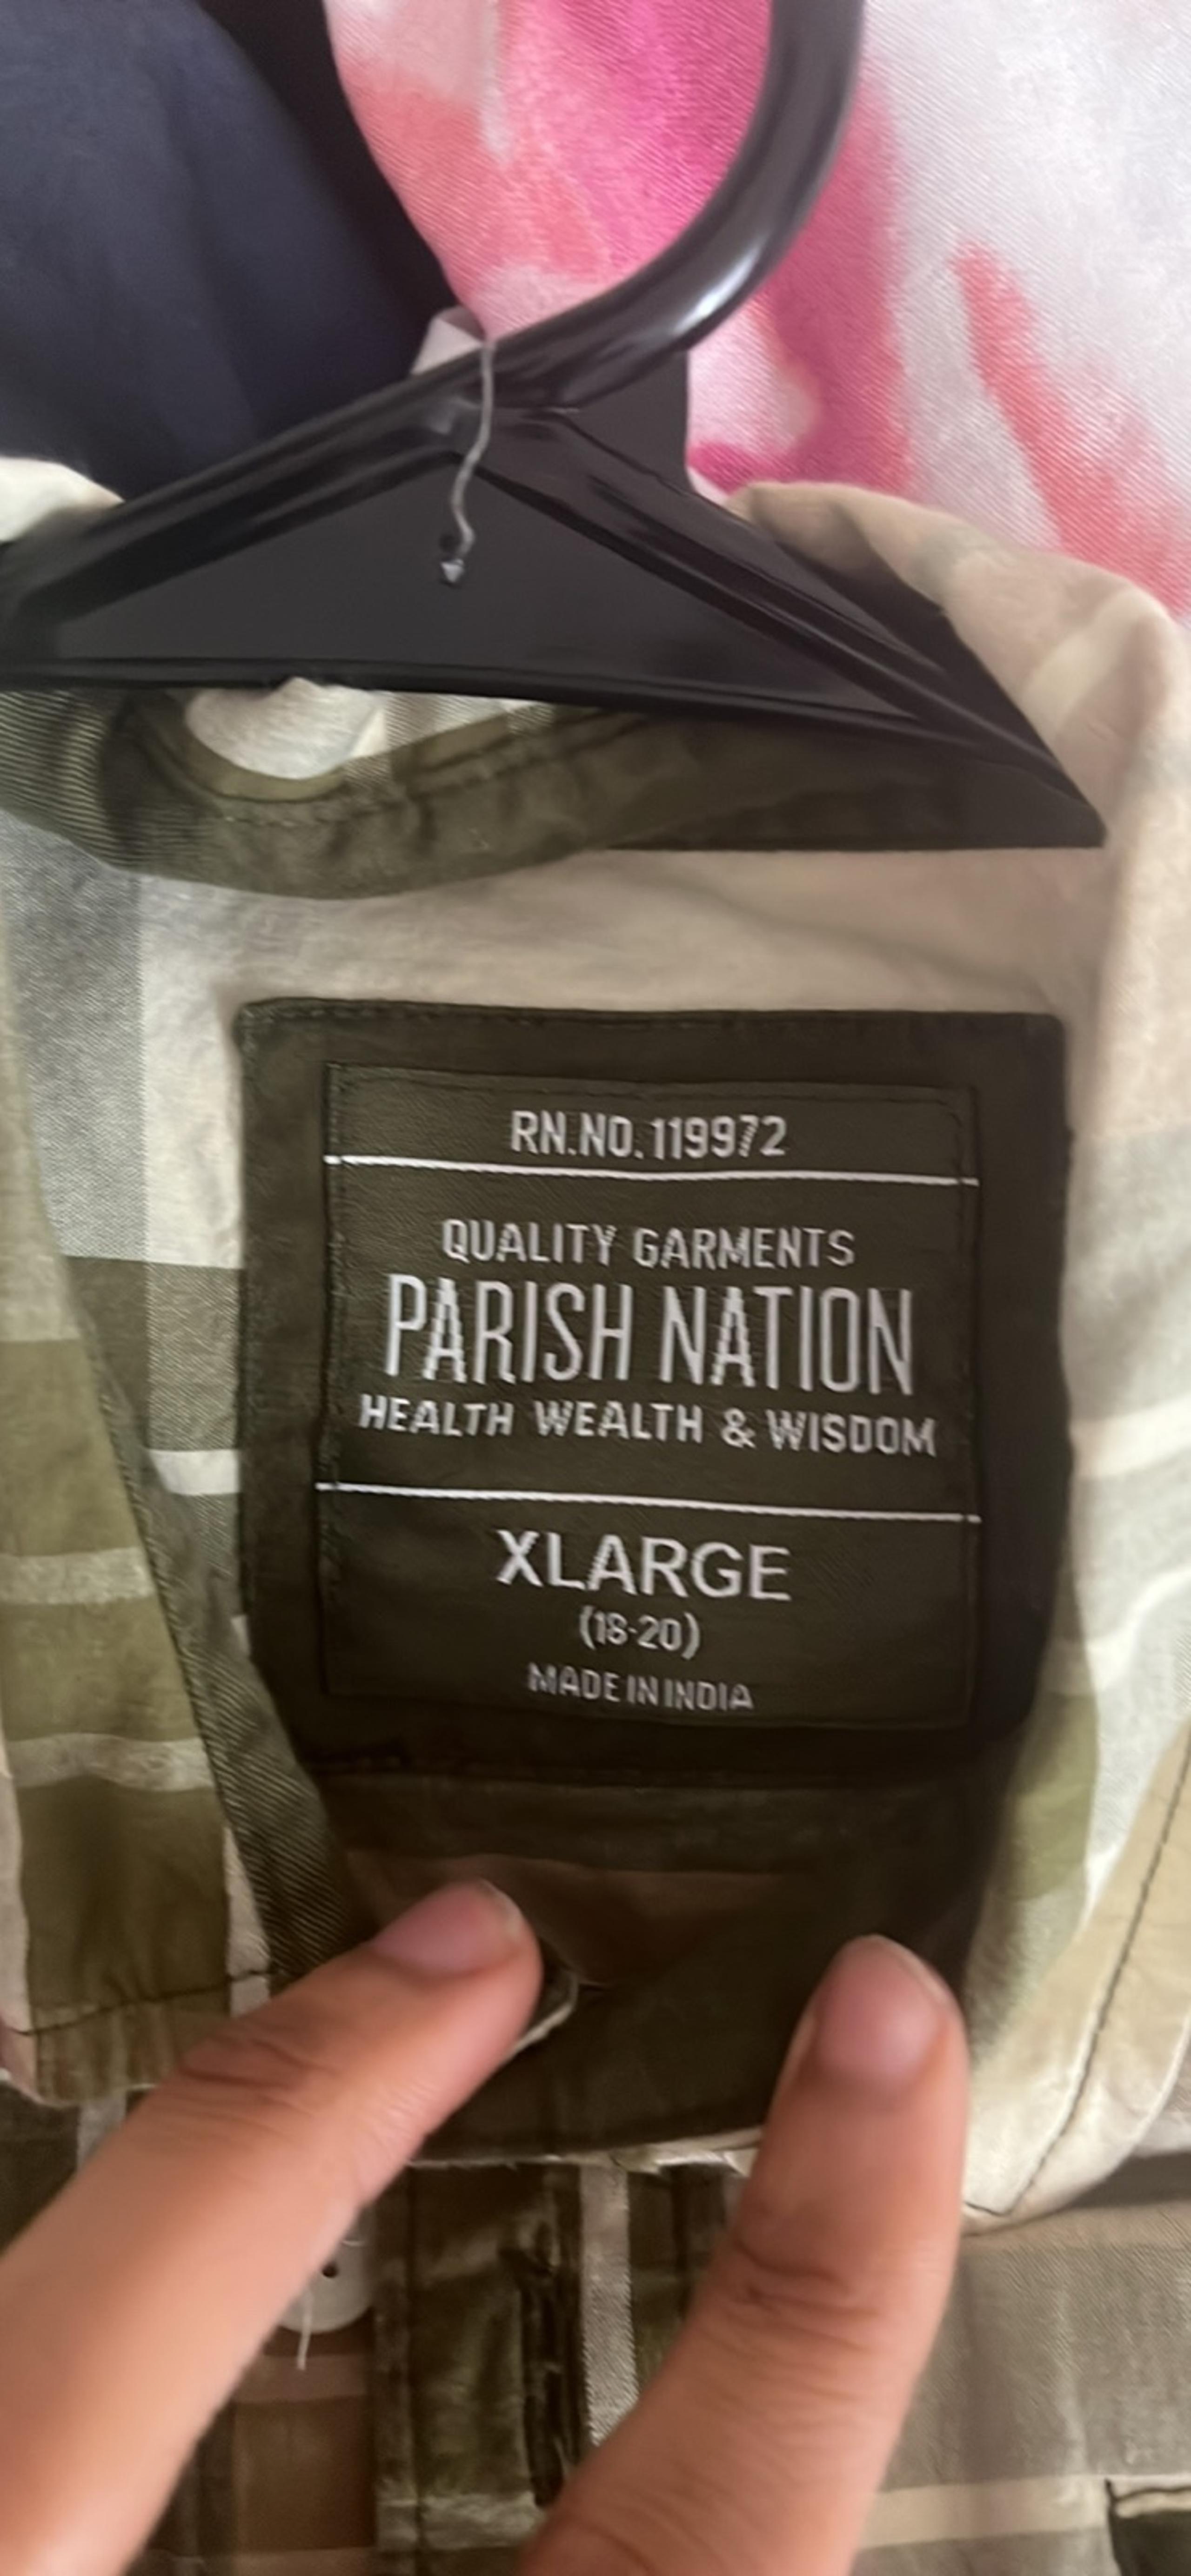 RN.NO. 119972
QUALITY GARMENTS
PARISH NATION
HEALTH WEALTH & WISDOM
XLARGE
(18-20)
MADE IN INDIA